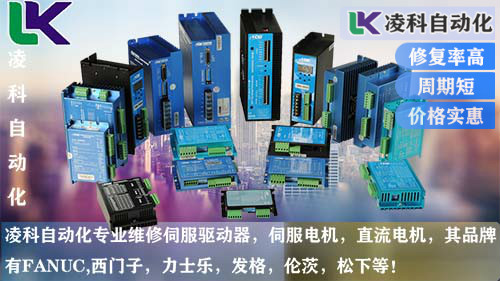 LK 凌科自动化
凌科自动化
修复率高
周期短
价格实惠
凌科自动化专业维修伺服驱动器，伺服电机，直流电机，其品牌
有FANUC,西门子，力士乐，发格，伦茨，松下等！